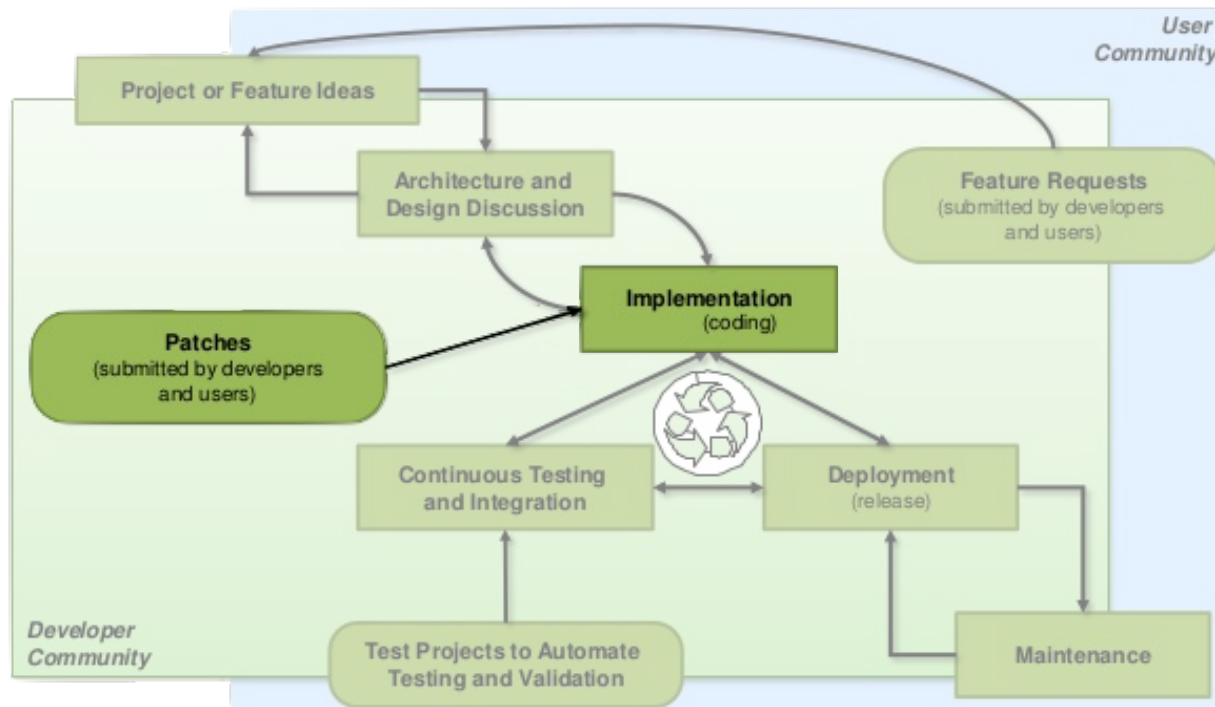 User
Community
Project or Feature Ideas
Architecture and
Design Discussion
Feature Requests
(submitted by developers
and users)
Implementation
(coding)
Patches
(submitted by developers
and users)
Continuous Testing
and Integration
Deployment
(release)
Developer
Community
Test Projects to Automate
Testing and Validation
Maintenance